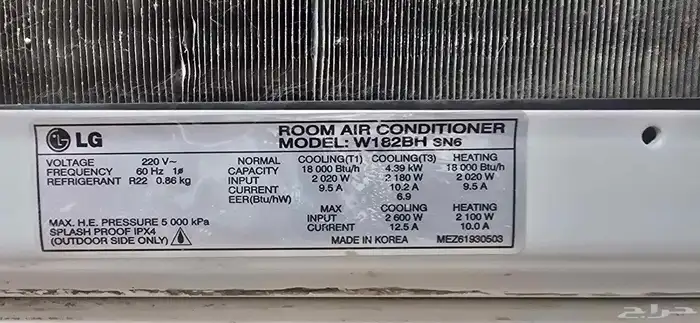 LG
ROOM AIR CONDITIONER
MODEL: W182BH SN6
VOLTAGE 220 V~
FREQUENCY 60 Hz 1ø
REFRIGERANT R22 0.86 kg
NORMAL COOLING(T1) COOLING(T3) HEATING
CAPACITY 18 000 Btu/h 4.39 kW 18 000 Btu/h
INPUT 2 020 W 2 180 W 2 020 W
CURRENT 9.5 A 10.2 A 9.5 A
EER(Btu/hW) 6.9
MAX COOLING HEATING
INPUT 2 600 W 2 100 W
CURRENT 12.5 A 10.0 A
MAX. H.E. PRESSURE 5 000 kPa
SPLASH PROOF IPX4
(OUTDOOR SIDE ONLY)
MADE IN KOREA MEZ61930503
حراج